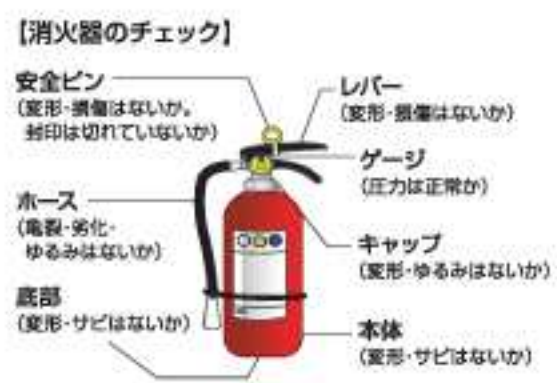 【消火器のチェック】
安全ピン
(変形・損傷はないか。
封印は切れていないか)
レバー
(変形・損傷はないか)
ゲージ
(圧力は正常か)
ホース
(亀裂・劣化・
ゆるみはないか)
キャップ
(変形・ゆるみはないか)
底部
(変形・サビはないか)
本体
(変形・サビはないか)